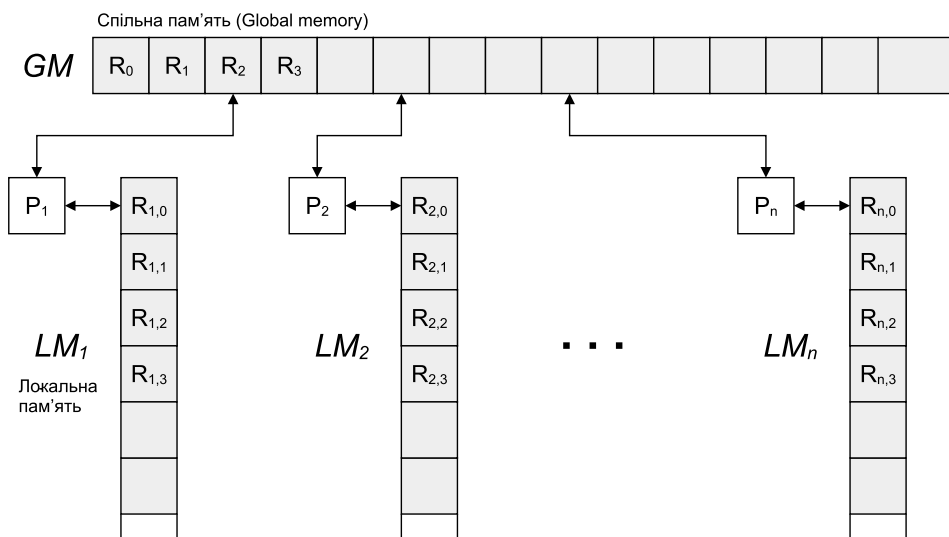 Спільна пам’ять (Global memory)
GM R₀ R₁ R₂ R₃
P₁ R₁,₀ P₂ R₂,₀ Pₙ Rₙ,₀
R₁,₁ R₂,₁ Rₙ,₁
R₁,₂ R₂,₂ Rₙ,₂
LM₁ LM₂ . . . LMₙ
R₁,₃ R₂,₃ Rₙ,₃
Локальна
пам’ять